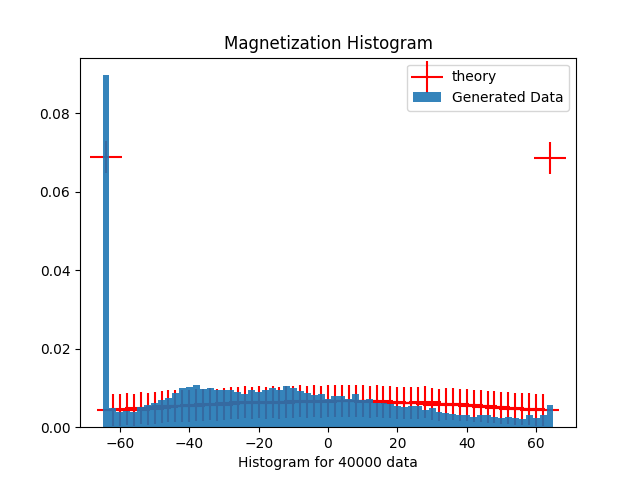 Magnetization Histogram
theory
Generated Data
0.08
0.06
0.04
0.02
0.00
−60 −40 −20 0 20 40 60
Histogram for 40000 data